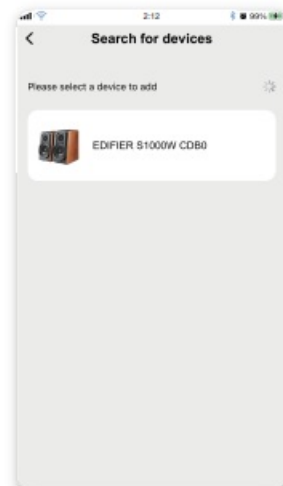 2:12
99%
Search for devices
Please select a device to add
EDIFIER S1000W CDB0